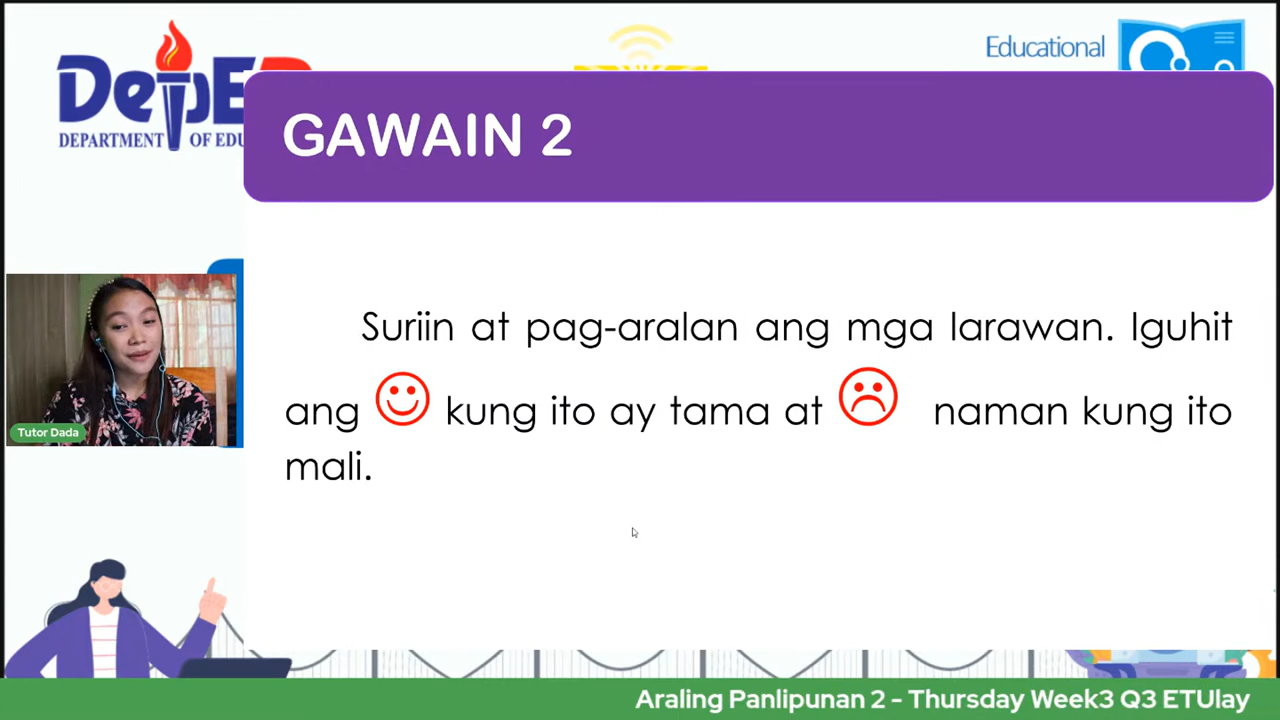 DepED
DEPARTMENT OF EDU
Educational
GAWAIN 2
Suriin at pag-aralan ang mga larawan. Iguhit
ang ☺ kung ito ay tama at ☹ naman kung ito
mali.
Tutor Dada
Araling Panlipunan 2 - Thursday Week3 Q3 ETUlay